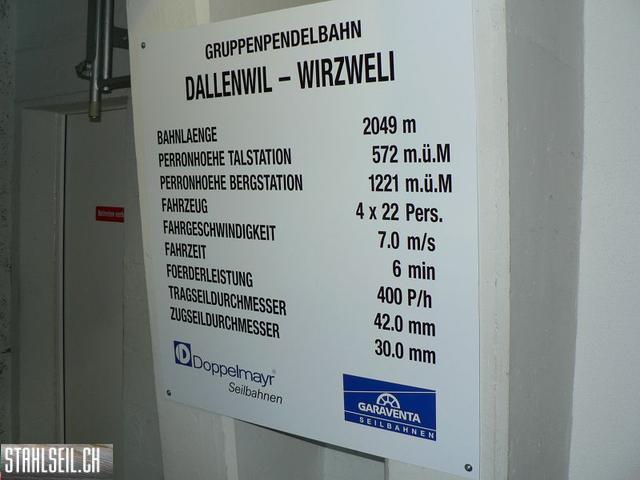 GRUPPENPENDELBAHN
DALLENWIL – WIRZWELI
BAHNLAENGE 2049 m
PERRONHOEHE TALSTATION 572 m.ü.M
PERRONHOEHE BERGSTATION 1221 m.ü.M
FAHRZEUG 4 x 22 Pers.
FAHRGESCHWINDIGKEIT 7.0 m/s
FAHRZEIT 6 min
FOERDERLEISTUNG 400 P/h
TRAGSEILDURCHMESSER 42.0 mm
ZUGSEILDURCHMESSER 30.0 mm
Doppelmayr®
Seilbahnen
GARAVENTA
SEILBAHNEN
STAHLSEIL.CH